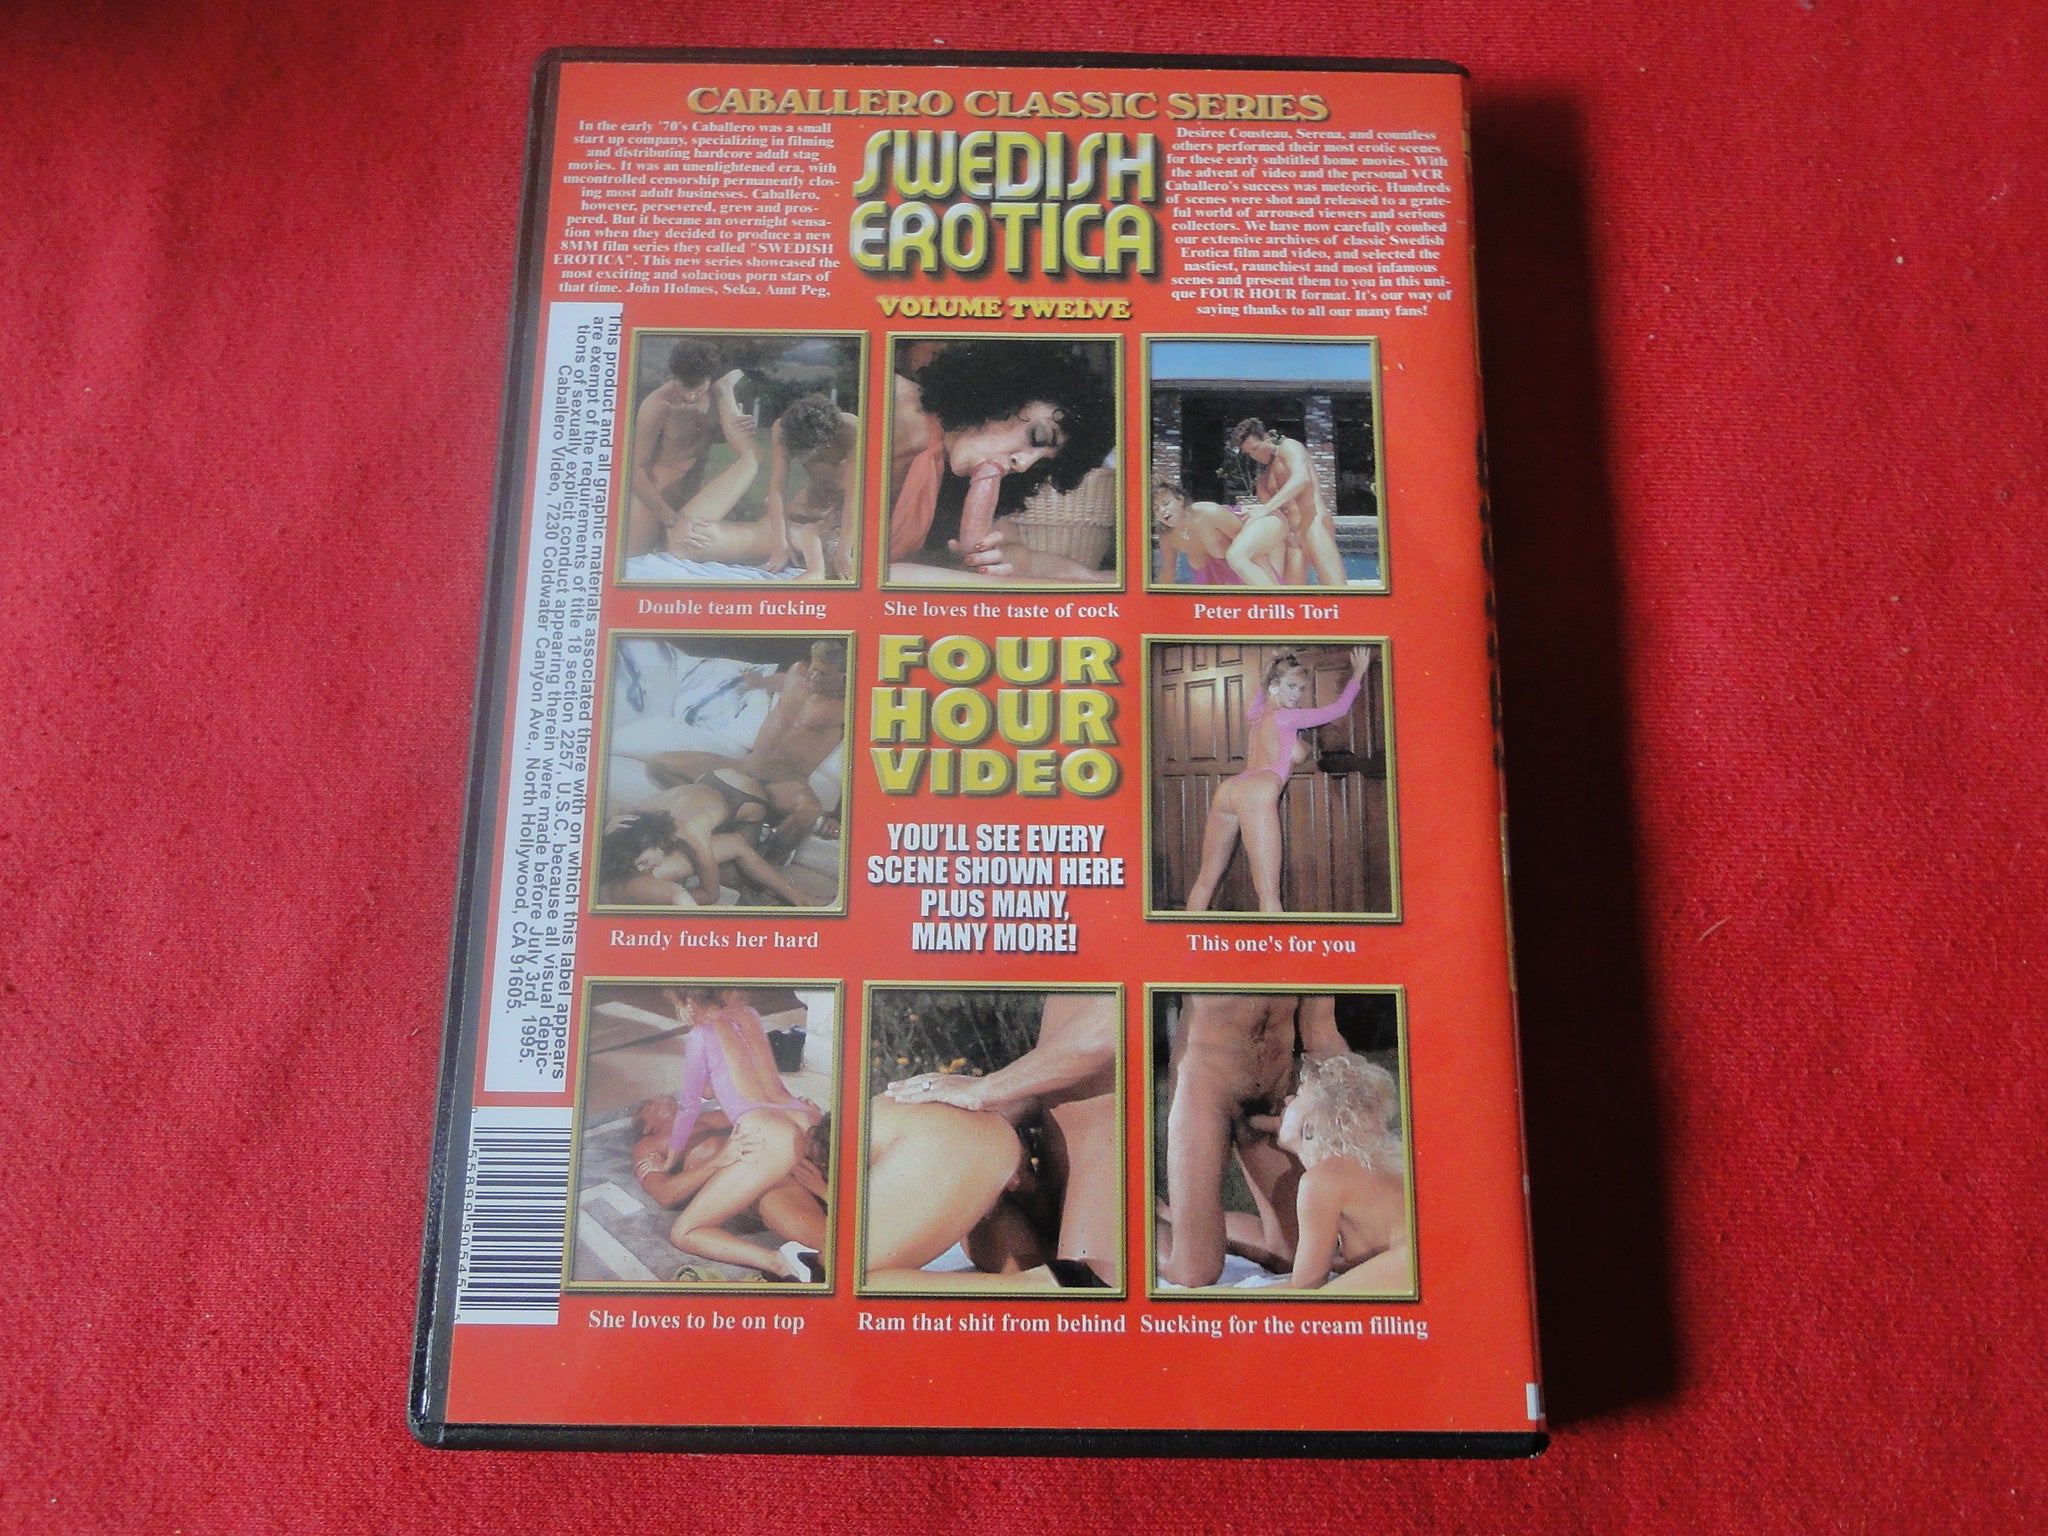 CABALLERO CLASSIC SERIES
In the early '70's Caballero was a small
start up company, specializing in filming
and distributing hardcore adult stag
movies. It was an unenlightened era, with
uncontrolled censorship permanently clos-
ing most adult businesses. Caballero,
however, persevered, grew and pros-
pered. But it became an overnight sensa-
tion when they decided to produce a new
8MM film series they called "SWEDISH
EROTICA". This new series showcased the
most exciting and solacious porn stars of
that time. John Holmes, Seka, Aunt Peg,
SWEDISH
EROTICA
VOLUME TWELVE
Desiree Cousteau, Serena, and countless
others performed their most erotic scenes
for these early subtitled home movies. With
the advent of video and the personal VCR
Caballero's success was meteoric. Hundreds
of scenes were shot and released to a grate-
ful world of arroused viewers and serious
collectors. We have now carefully combed
our extensive archives of classic Swedish
Erotica film and video, and selected the
nastiest, raunchiest and most infamous
scenes and present them to you in this uni-
que FOUR HOUR format. It's our way of
saying thanks to all our many fans!
This product and all graphic materials associated there with on which this label appears
are exempt of the requirements of title 18 section 2257, U.S.C. because all visual depic-
tions of sexually explicit conduct appearing therein were made before July 3rd, 1995.
Caballero Video, 7230 Coldwater Canyon Ave., North Hollywood, CA 91605.
Double team fucking
She loves the taste of cock
Peter drills Tori
FOUR
HOUR
VIDEO
YOU'LL SEE EVERY
SCENE SHOWN HERE
PLUS MANY,
MANY MORE!
Randy fucks her hard
This one's for you
She loves to be on top
Ram that shit from behind
Sucking for the cream filling